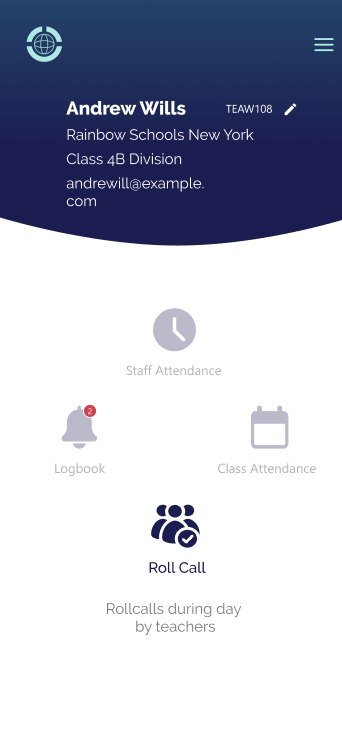 Andrew Wills TEAW108
Rainbow Schools New York
Class 4B Division
andrewill@example.
com
Staff Attendance
2
Logbook
Class Attendance
Roll Call
Rollcalls during day
by teachers